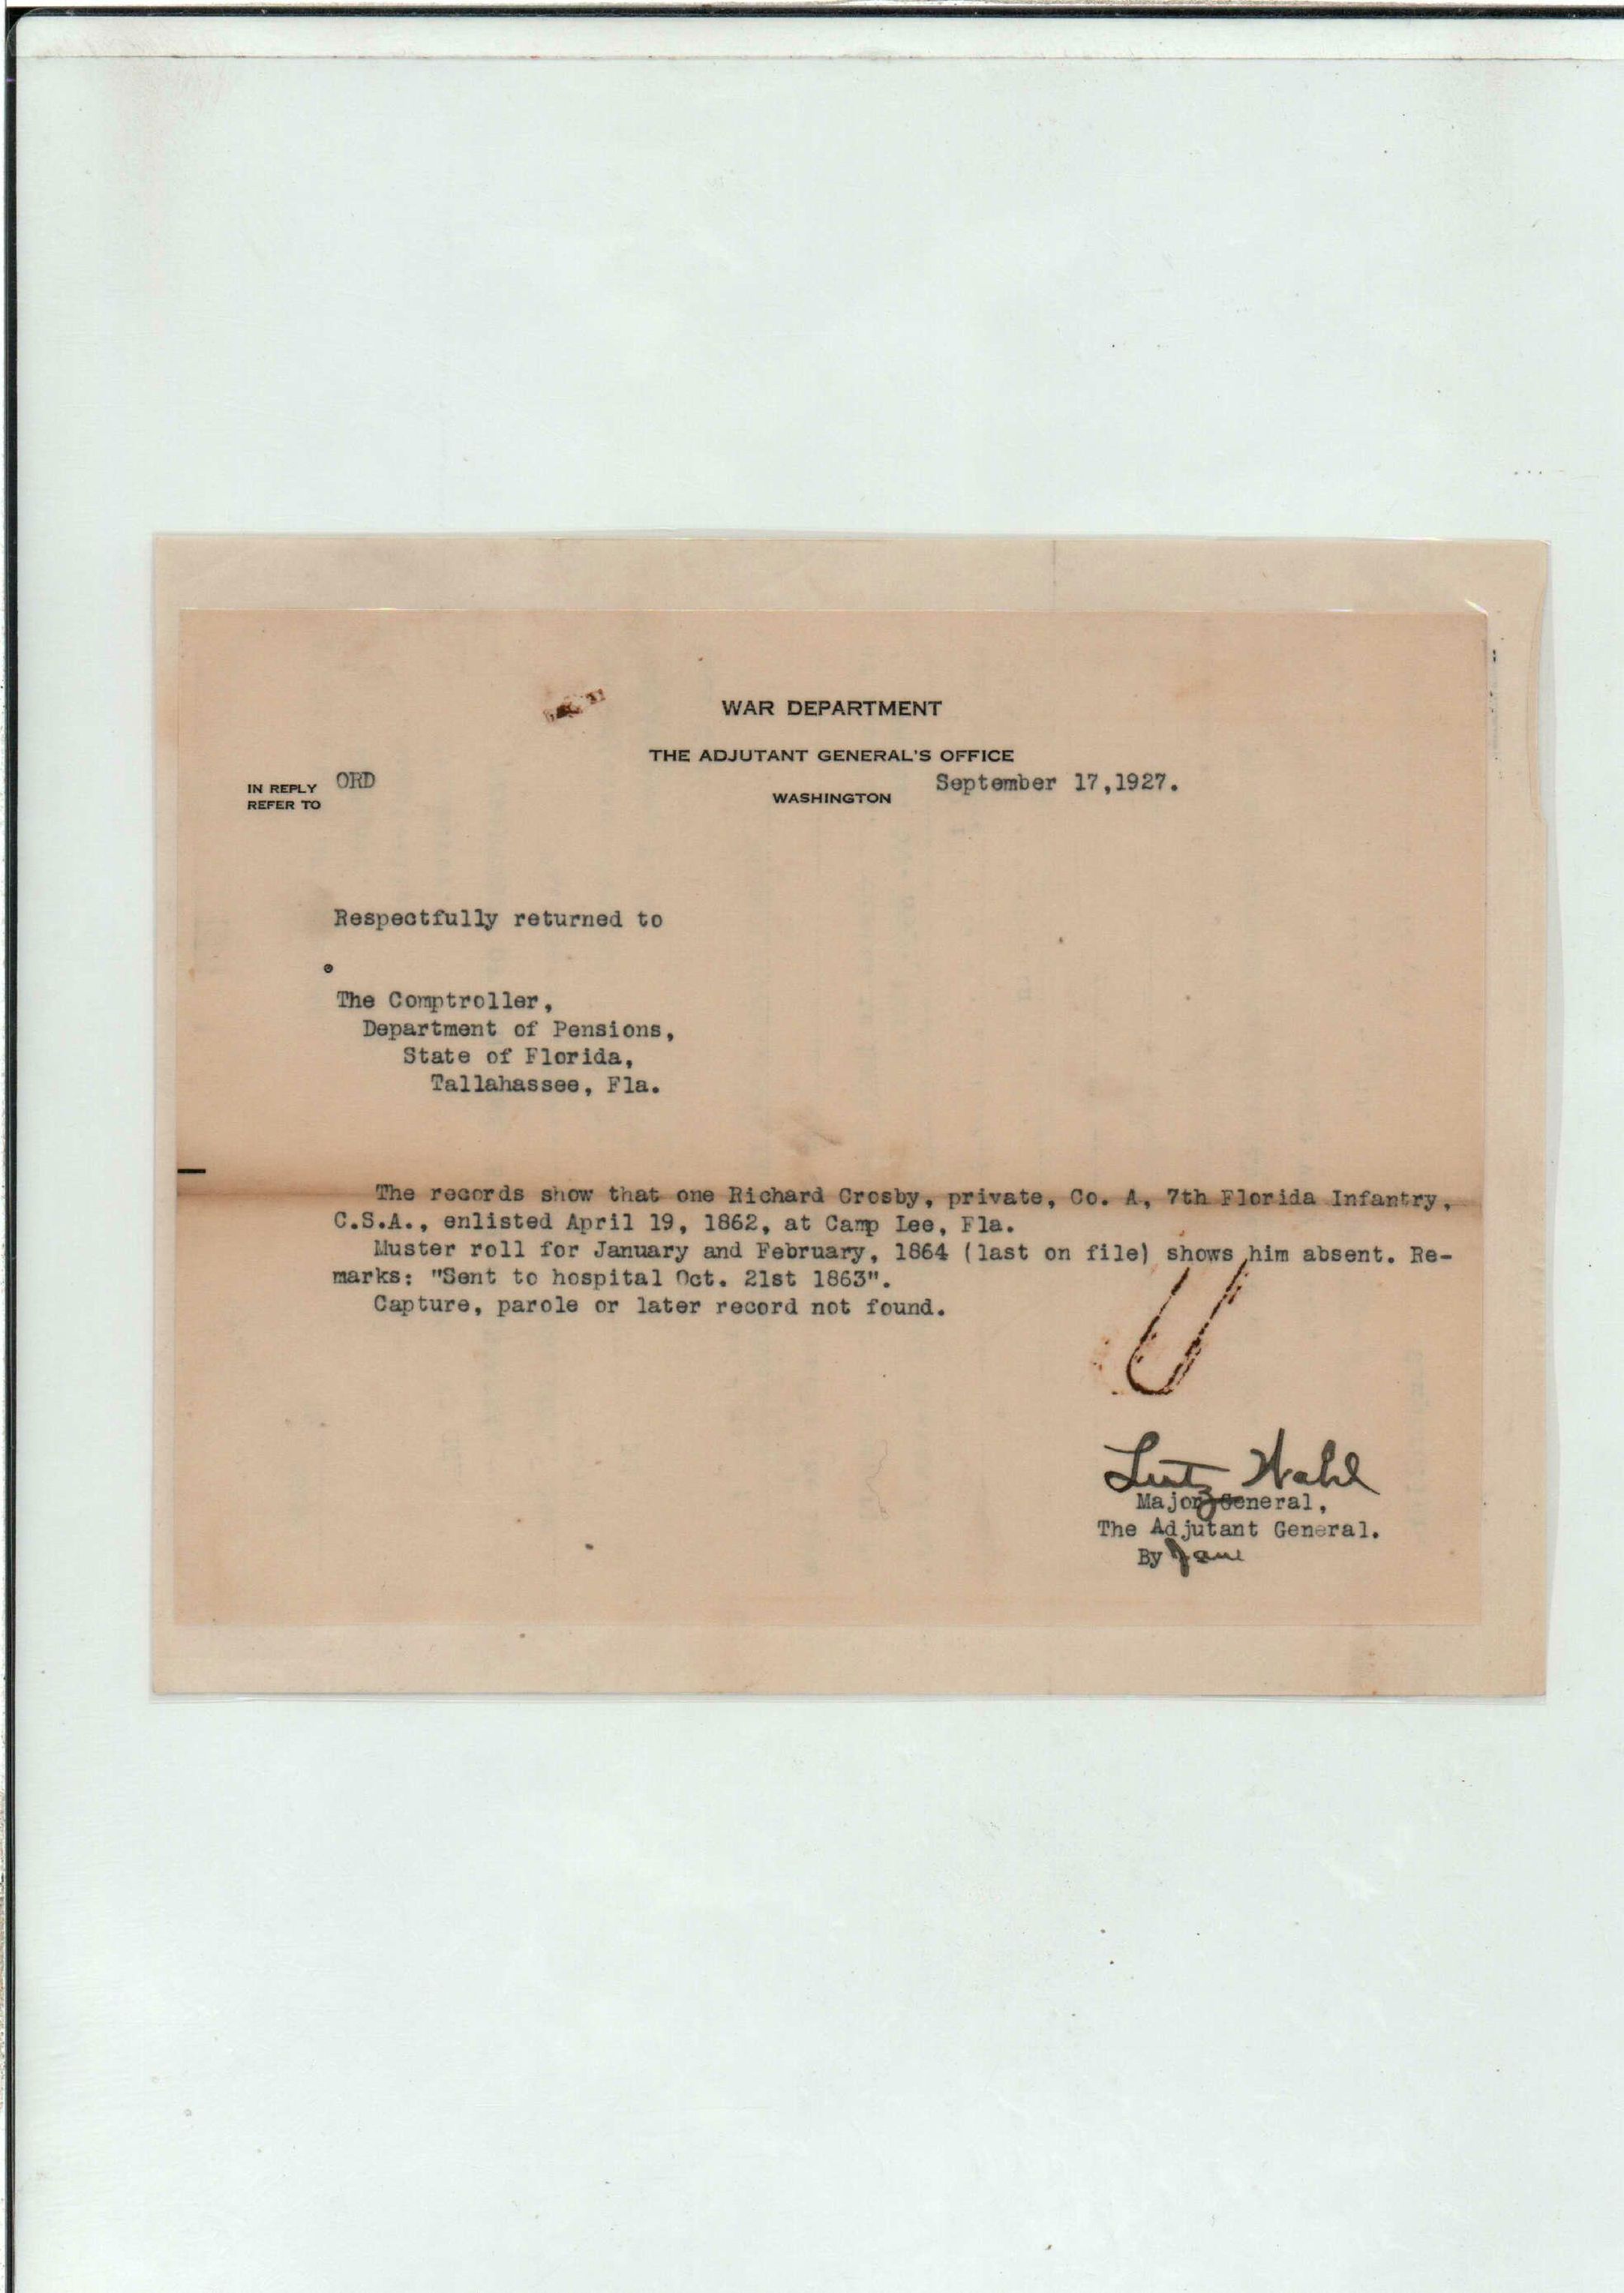 WAR DEPARTMENT
THE ADJUTANT GENERAL'S OFFICE
IN REPLY
REFER TO ORD
WASHINGTON
September 17,1927.
Respectfully returned to
The Comptroller,
Department of Pensions,
State of Florida,
Tallahassee, Fla.
The records show that one Richard Crosby, private, Co. A, 7th Florida Infantry,
C.S.A., enlisted April 19, 1862, at Camp Lee, Fla.
Muster roll for January and February, 1864 (last on file) shows him absent. Re-
marks: "Sent to hospital Oct. 21st 1863".
Capture, parole or later record not found.
Lutz Wahl
Major General,
The Adjutant General.
By